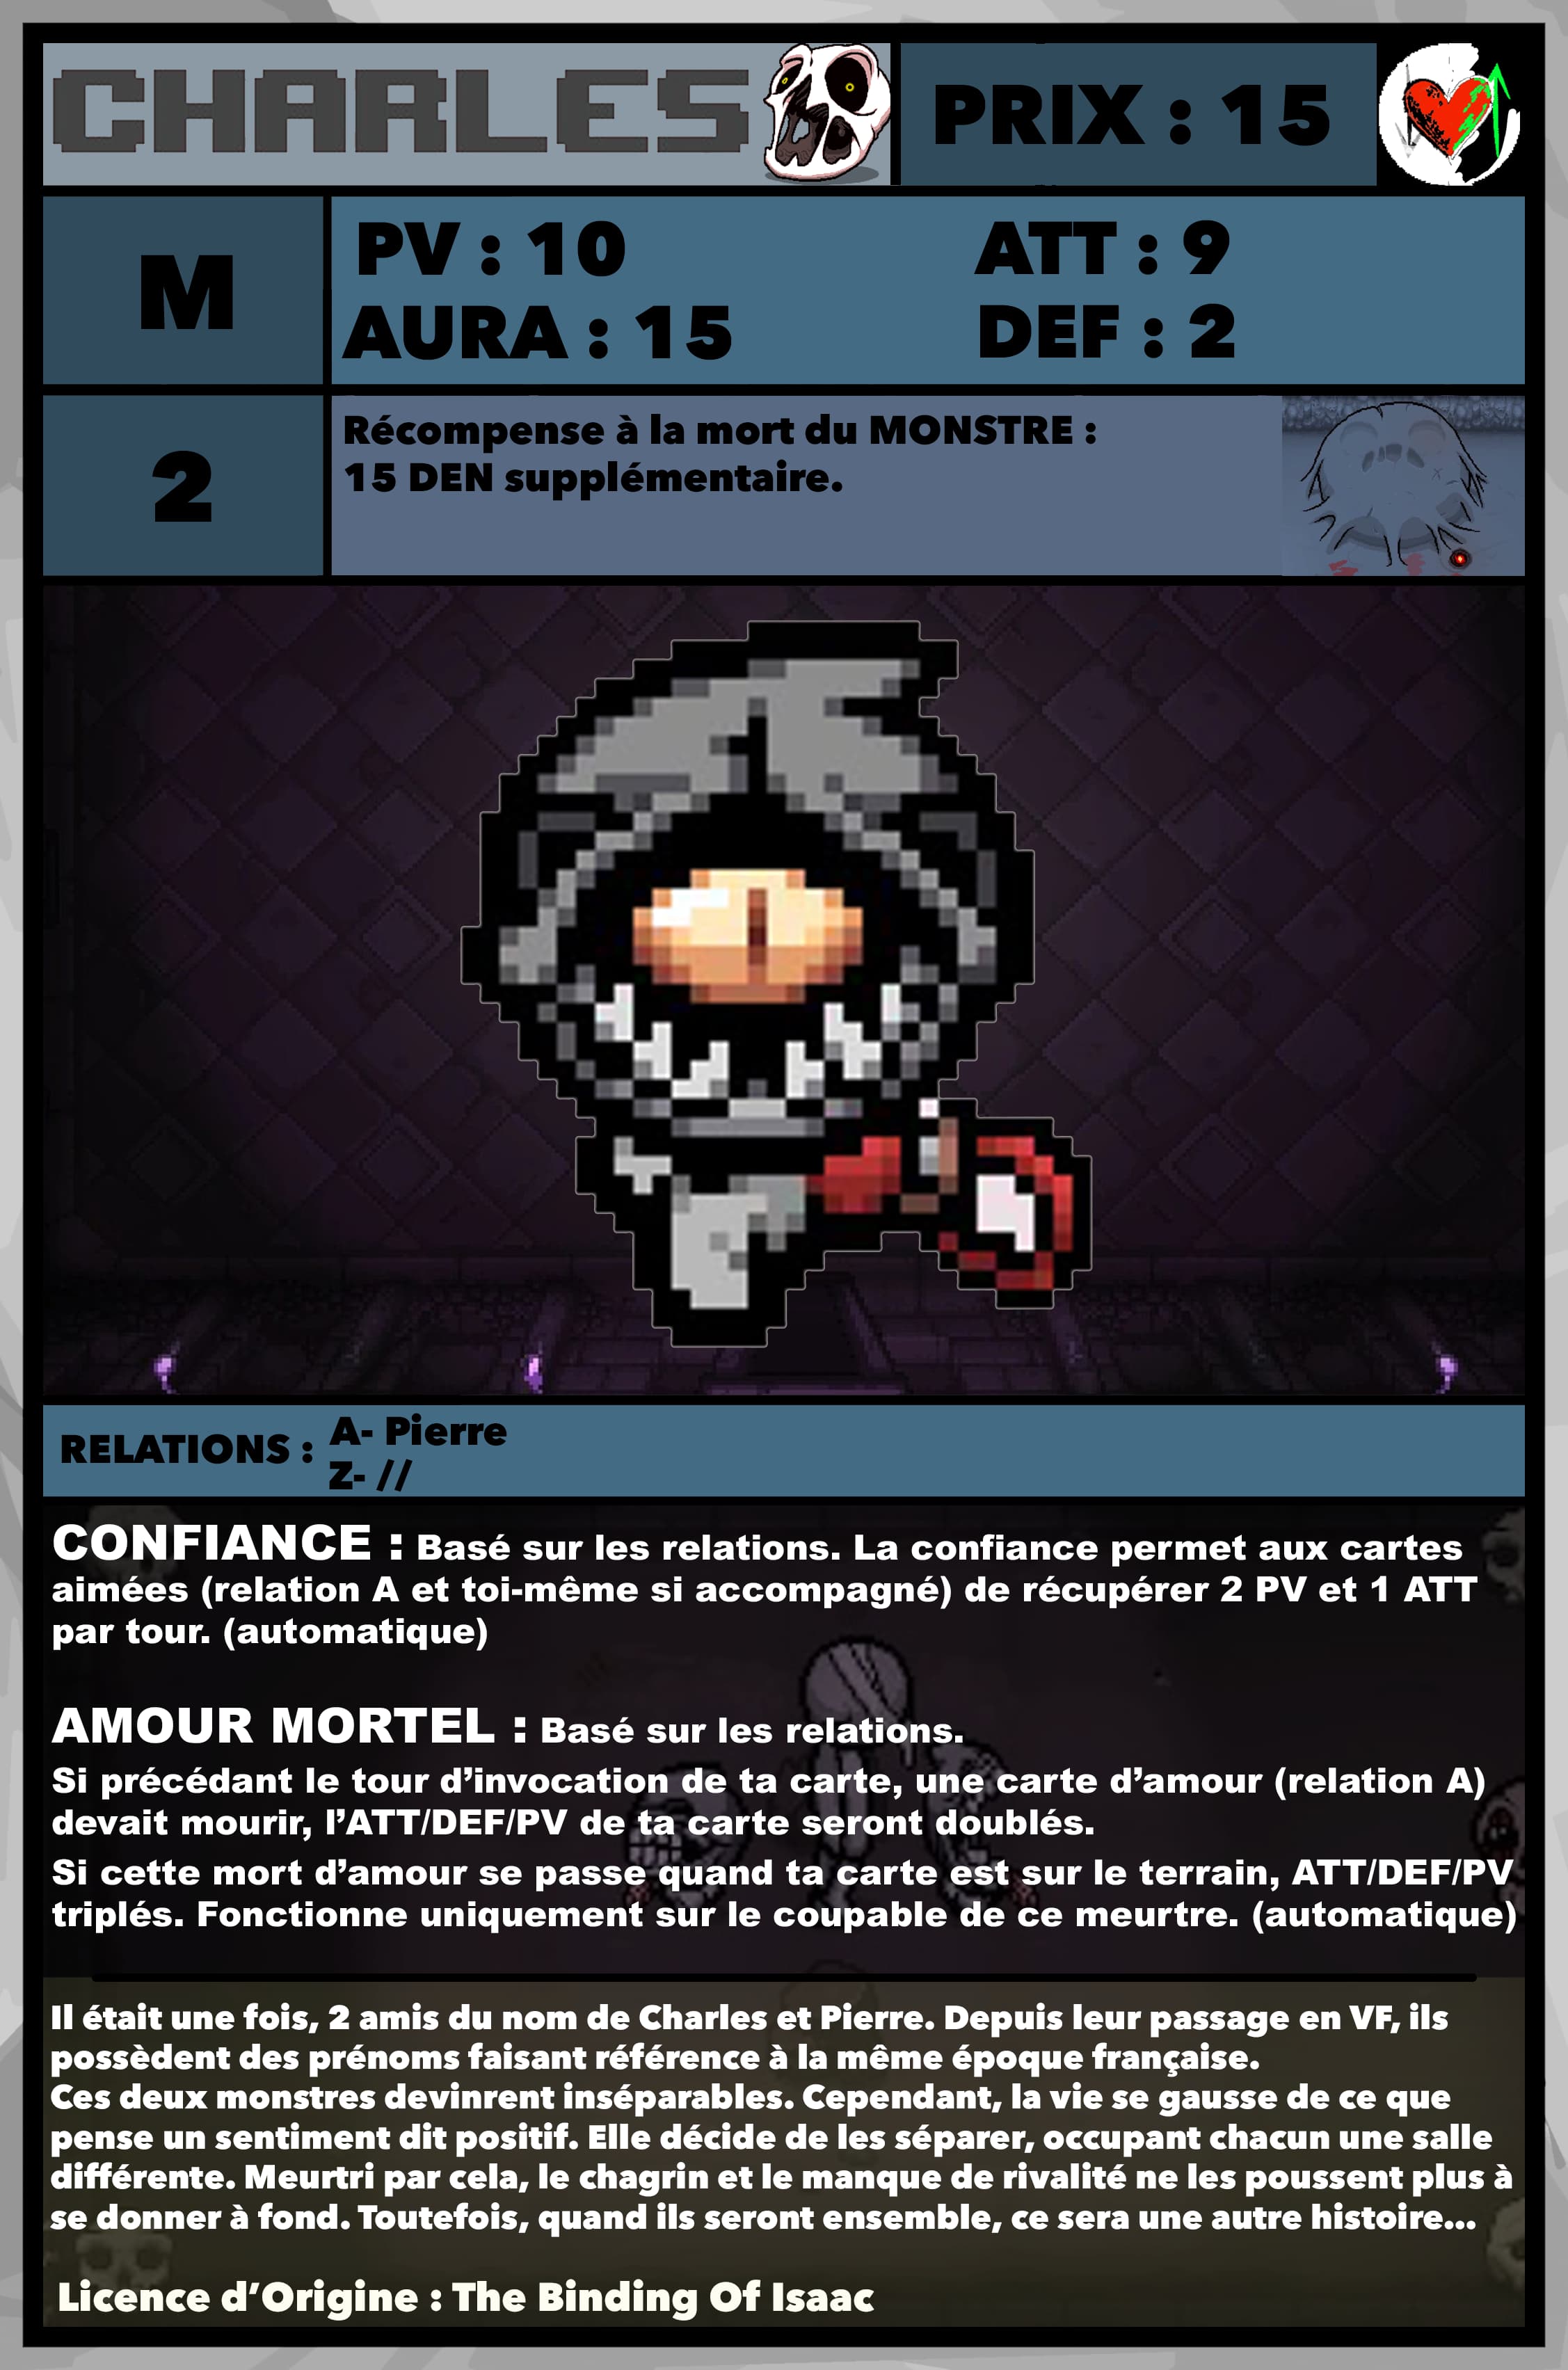 CHARLES
PRIX : 15
M
PV : 10
ATT : 9
AURA : 15
DEF : 2
2
Récompense à la mort du MONSTRE :
15 DEN supplémentaire.
RELATIONS :
A- Pierre
Z- //
CONFIANCE : Basé sur les relations. La confiance permet aux cartes
aimées (relation A et toi-même si accompagné) de récupérer 2 PV et 1 ATT
par tour. (automatique)
AMOUR MORTEL : Basé sur les relations.
Si précédant le tour d’invocation de ta carte, une carte d’amour (relation A)
devait mourir, l’ATT/DEF/PV de ta carte seront doublés.
Si cette mort d’amour se passe quand ta carte est sur le terrain, ATT/DEF/PV
triplés. Fonctionne uniquement sur le coupable de ce meurtre. (automatique)
Il était une fois, 2 amis du nom de Charles et Pierre. Depuis leur passage en VF, ils
possèdent des prénoms faisant référence à la même époque française.
Ces deux monstres devinrent inséparables. Cependant, la vie se gausse de ce que
pense un sentiment dit positif. Elle décide de les séparer, occupant chacun une salle
différente. Meurtri par cela, le chagrin et le manque de rivalité ne les poussent plus à
se donner à fond. Toutefois, quand ils seront ensemble, ce sera une autre histoire...
Licence d’Origine : The Binding Of Isaac